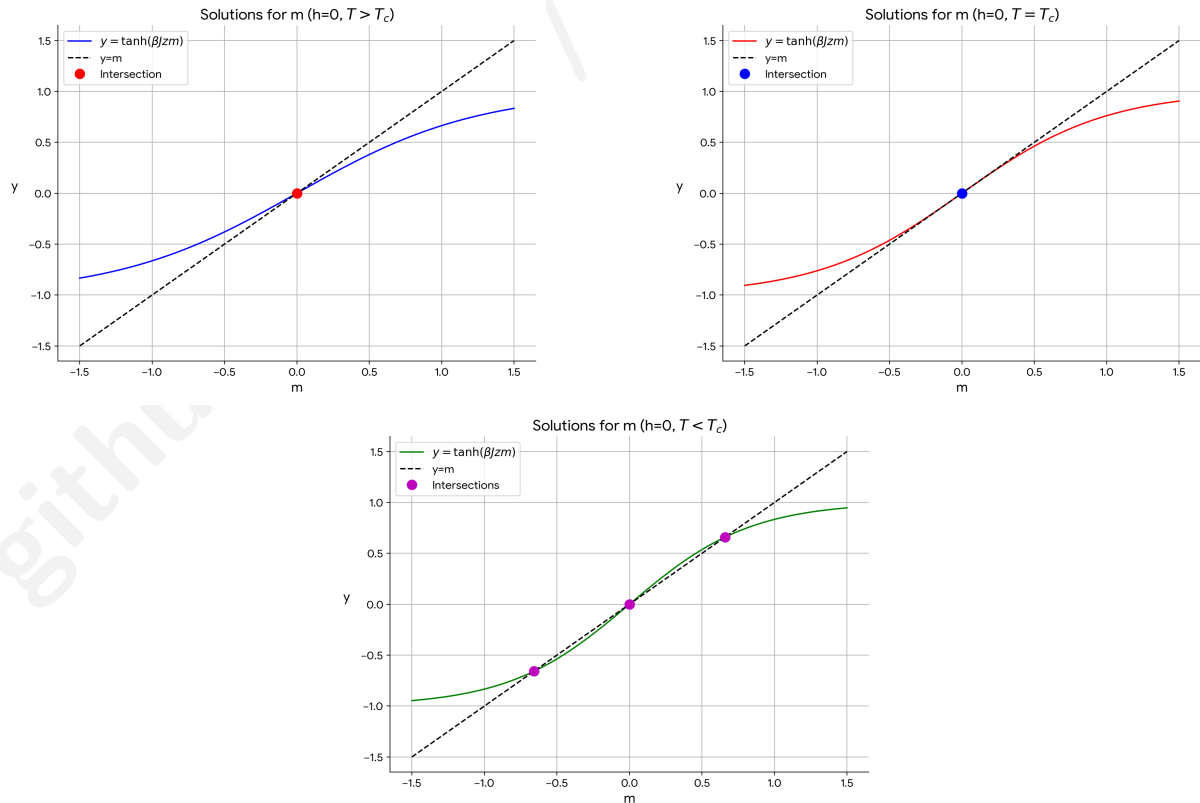 Solutions for m (h=0, T > T_c)
y = tanh(βJzm)
y=m
Intersection
1.5
1.0
0.5
0.0
−0.5
−1.0
−1.5
y
−1.5 −1.0 −0.5 0.0 0.5 1.0 1.5
m
Solutions for m (h=0, T = T_c)
y = tanh(βJzm)
y=m
Intersection
1.5
1.0
0.5
0.0
−0.5
−1.0
−1.5
y
−1.5 −1.0 −0.5 0.0 0.5 1.0 1.5
m
Solutions for m (h=0, T < T_c)
y = tanh(βJzm)
y=m
Intersections
1.5
1.0
0.5
0.0
−0.5
−1.0
−1.5
y
−1.5 −1.0 −0.5 0.0 0.5 1.0 1.5
m